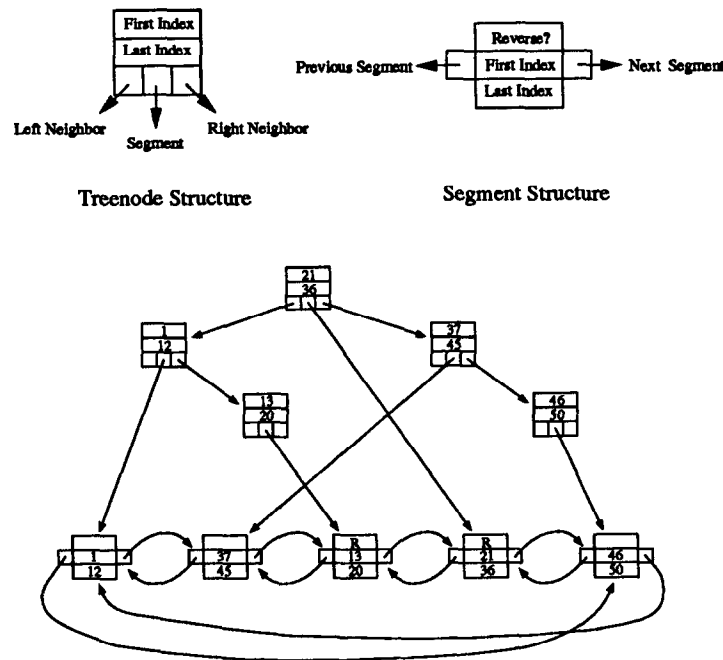 First Index
Last Index
Left Neighbor
Segment
Right Neighbor
Treenode Structure
Reverse?
Previous Segment
First Index
Next Segment
Last Index
Segment Structure
21
36
1
12
37
45
13
20
46
50
R R
1 37 13 21 46
12 45 20 36 50